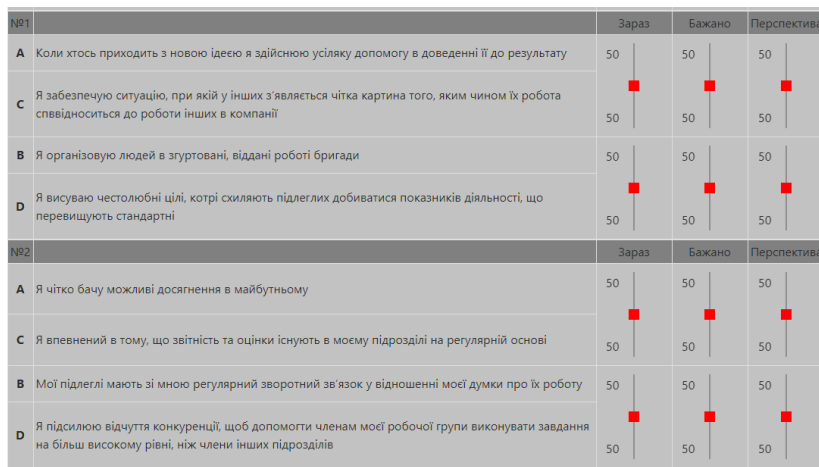 №1 Зараз Бажано Перспектива
A Коли хтось приходить з новою ідеєю я здійснюю усіляку допомогу в доведенні її до результату 50 50 50
C Я забезпечую ситуацію, при якій у інших з'являється чітка картина того, яким чином їх робота
спввідноситься до роботи інших в компанії 50 50 50
B Я організовую людей в згуртовані, віддані роботі бригади 50 50 50
D Я висуваю честолюбні цілі, котрі схиляють підлеглих добиватися показників діяльності, що
перевищують стандартні 50 50 50
№2 Зараз Бажано Перспектива
A Я чітко бачу можливі досягнення в майбутньому 50 50 50
C Я впевнений в тому, що звітність та оцінки існують в моєму підрозділі на регулярній основі 50 50 50
B Мої підлеглі мають зі мною регулярний зворотний зв'язок у відношенні моєї думки про їх роботу 50 50 50
D Я підсилюю відчуття конкуренції, щоб допомогти членам моєї робочої групи виконувати завдання
на більш високому рівні, ніж члени інших підрозділів 50 50 50